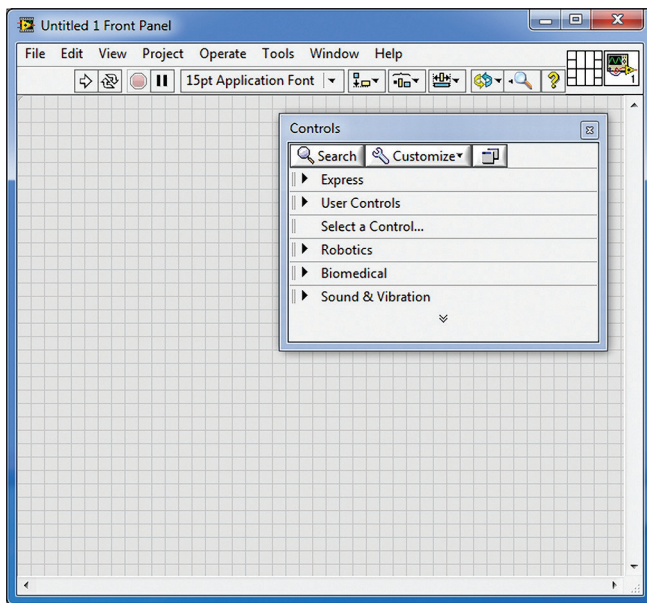 Untitled 1 Front Panel
File Edit View Project Operate Tools Window Help
15pt Application Font
?
1
Controls
Search Customize
Express
User Controls
Select a Control...
Robotics
Biomedical
Sound & Vibration